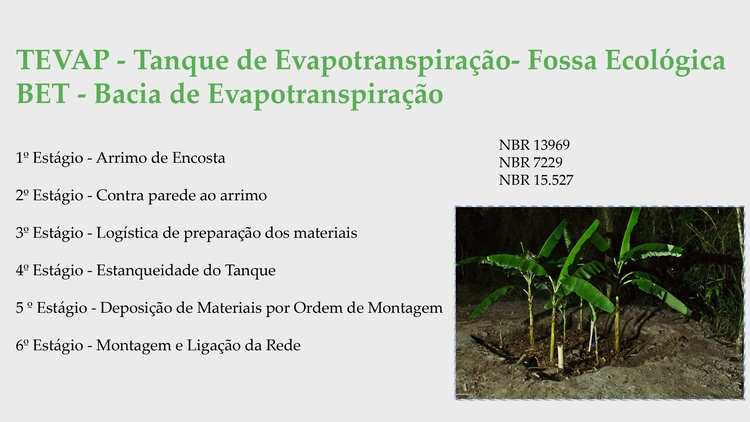 TEVAP - Tanque de Evapotranspiração- Fossa Ecológica
BET - Bacia de Evapotranspiração
1º Estágio - Arrimo de Encosta
2º Estágio - Contra parede ao arrimo
3º Estágio - Logística de preparação dos materiais
4º Estágio - Estanqueidade do Tanque
5 º Estágio - Deposição de Materiais por Ordem de Montagem
6º Estágio - Montagem e Ligação da Rede
NBR 13969
NBR 7229
NBR 15.527